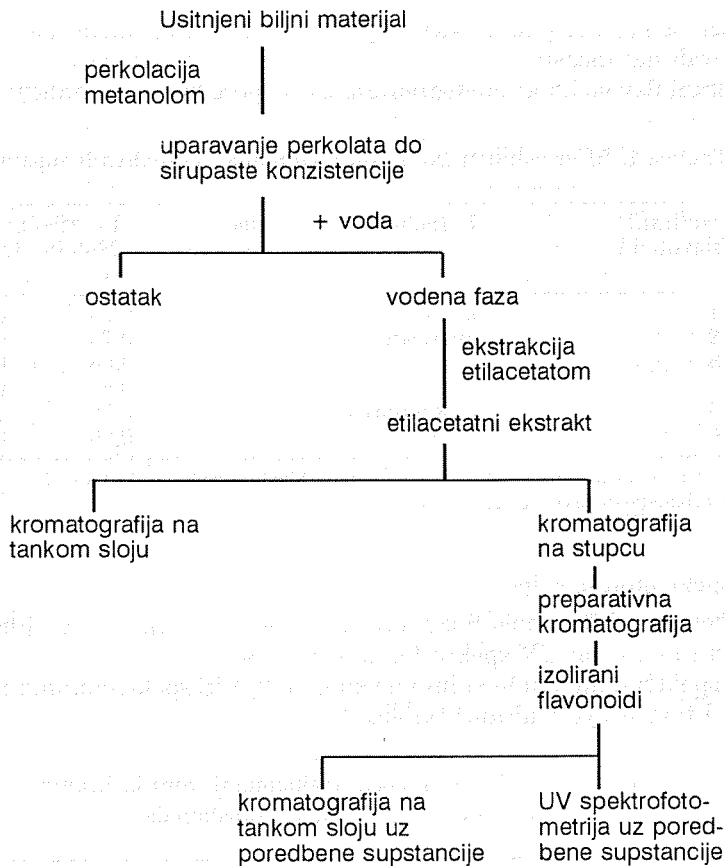 Usitnjeni biljni materijal
perkolacija
metanolom
uparavanje perkolata do
sirupaste konzistencije
+ voda
ostatak
vodena faza
ekstrakcija
etilacetatom
etilacetatni ekstrakt
kromatografija na
tankom sloju
kromatografija
na stupcu
preparativna
kromatografija
izolirani
flavonoidi
kromatografija na
tankom sloju uz
poredbene supstancije
UV spektrofoto-
metrija uz pored-
bene supstancije